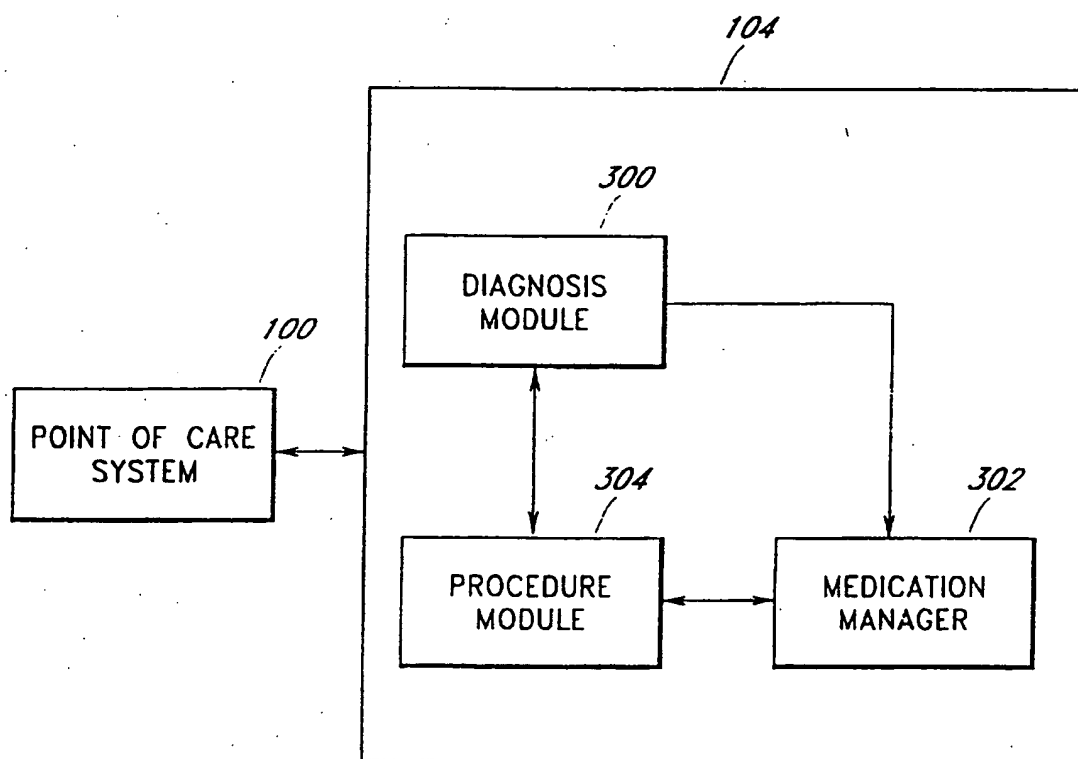 104
300
DIAGNOSIS
MODULE
100
POINT OF CARE
SYSTEM
304
PROCEDURE
MODULE
302
MEDICATION
MANAGER